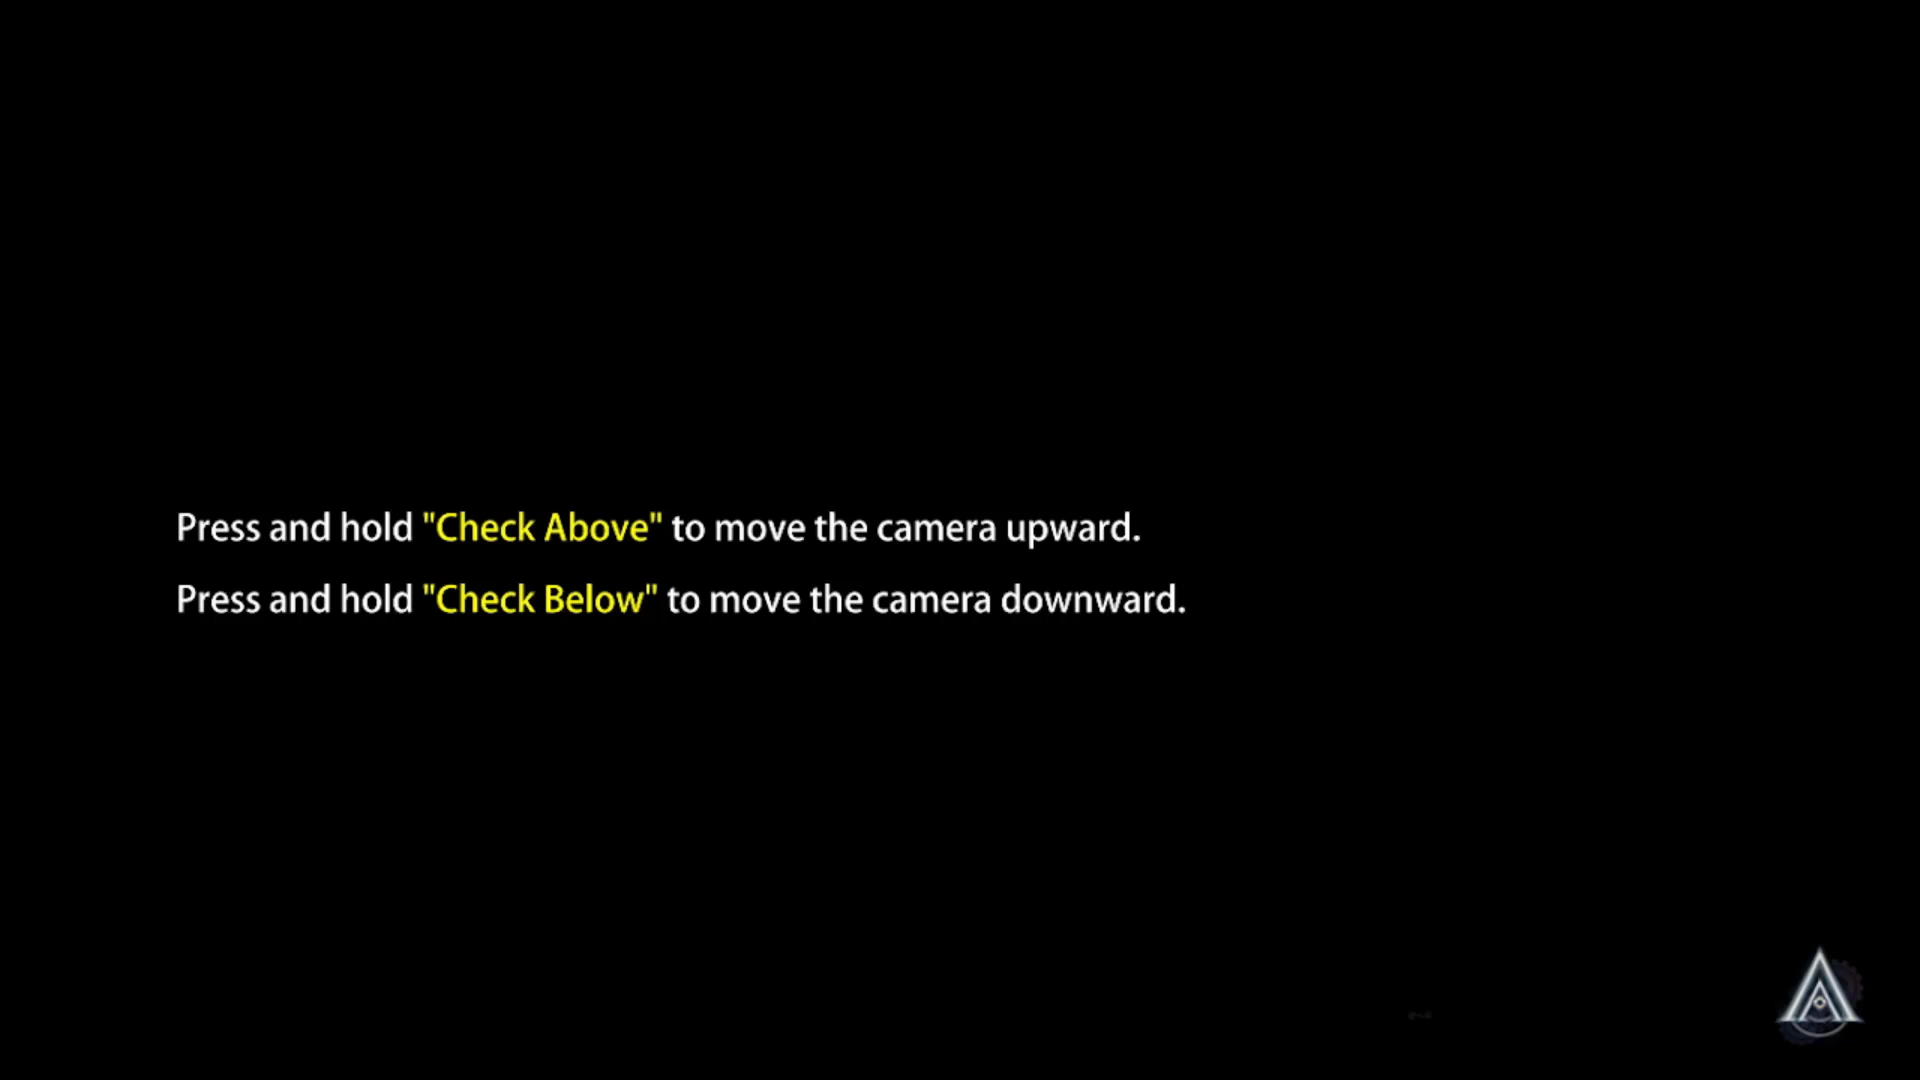 Press and hold "Check Above" to move the camera upward.
Press and hold "Check Below" to move the camera downward.